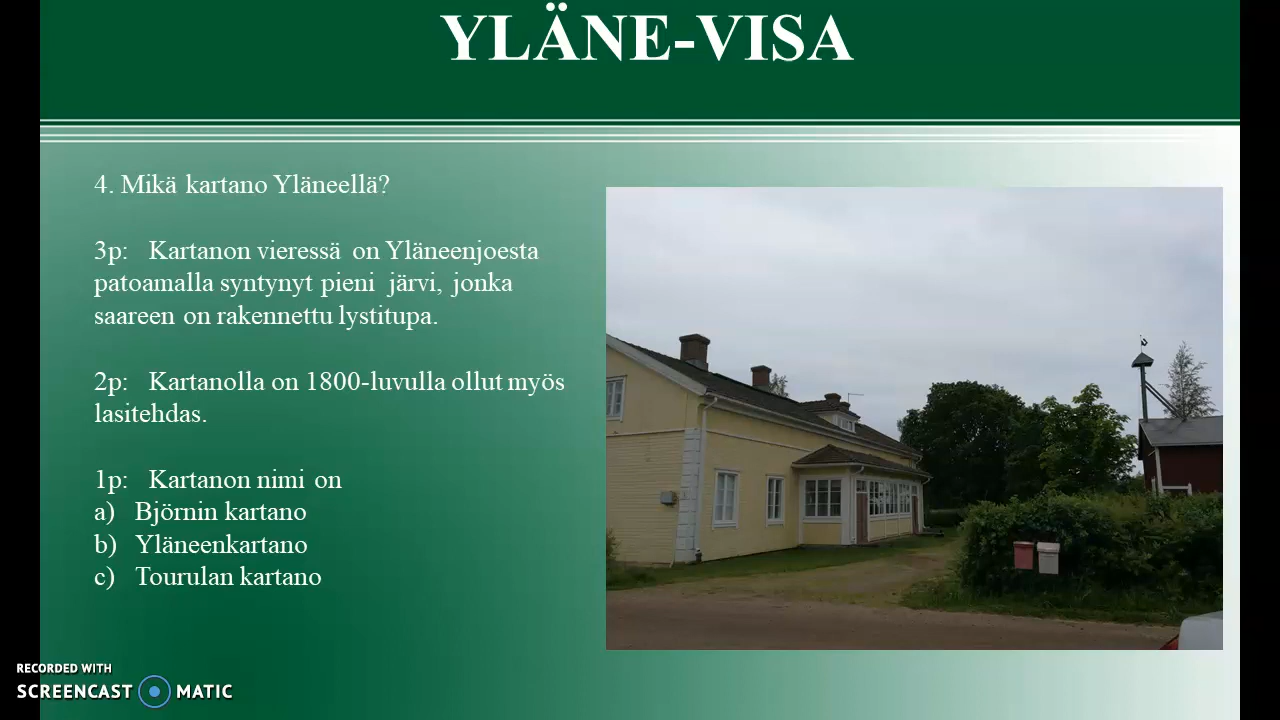 YLÄNE-VISA
4. Mikä kartano Yläneellä?
3p: Kartanon vieressä on Yläneenjoesta
patoamalla syntynyt pieni järvi, jonka
saareen on rakennettu lystitupa.
2p: Kartanolla on 1800-luvulla ollut myös
lasitehdas.
1p: Kartanon nimi on
a) Björnin kartano
b) Yläneenkartano
c) Tourulan kartano
RECORDED WITH
SCREENCAST MATIC